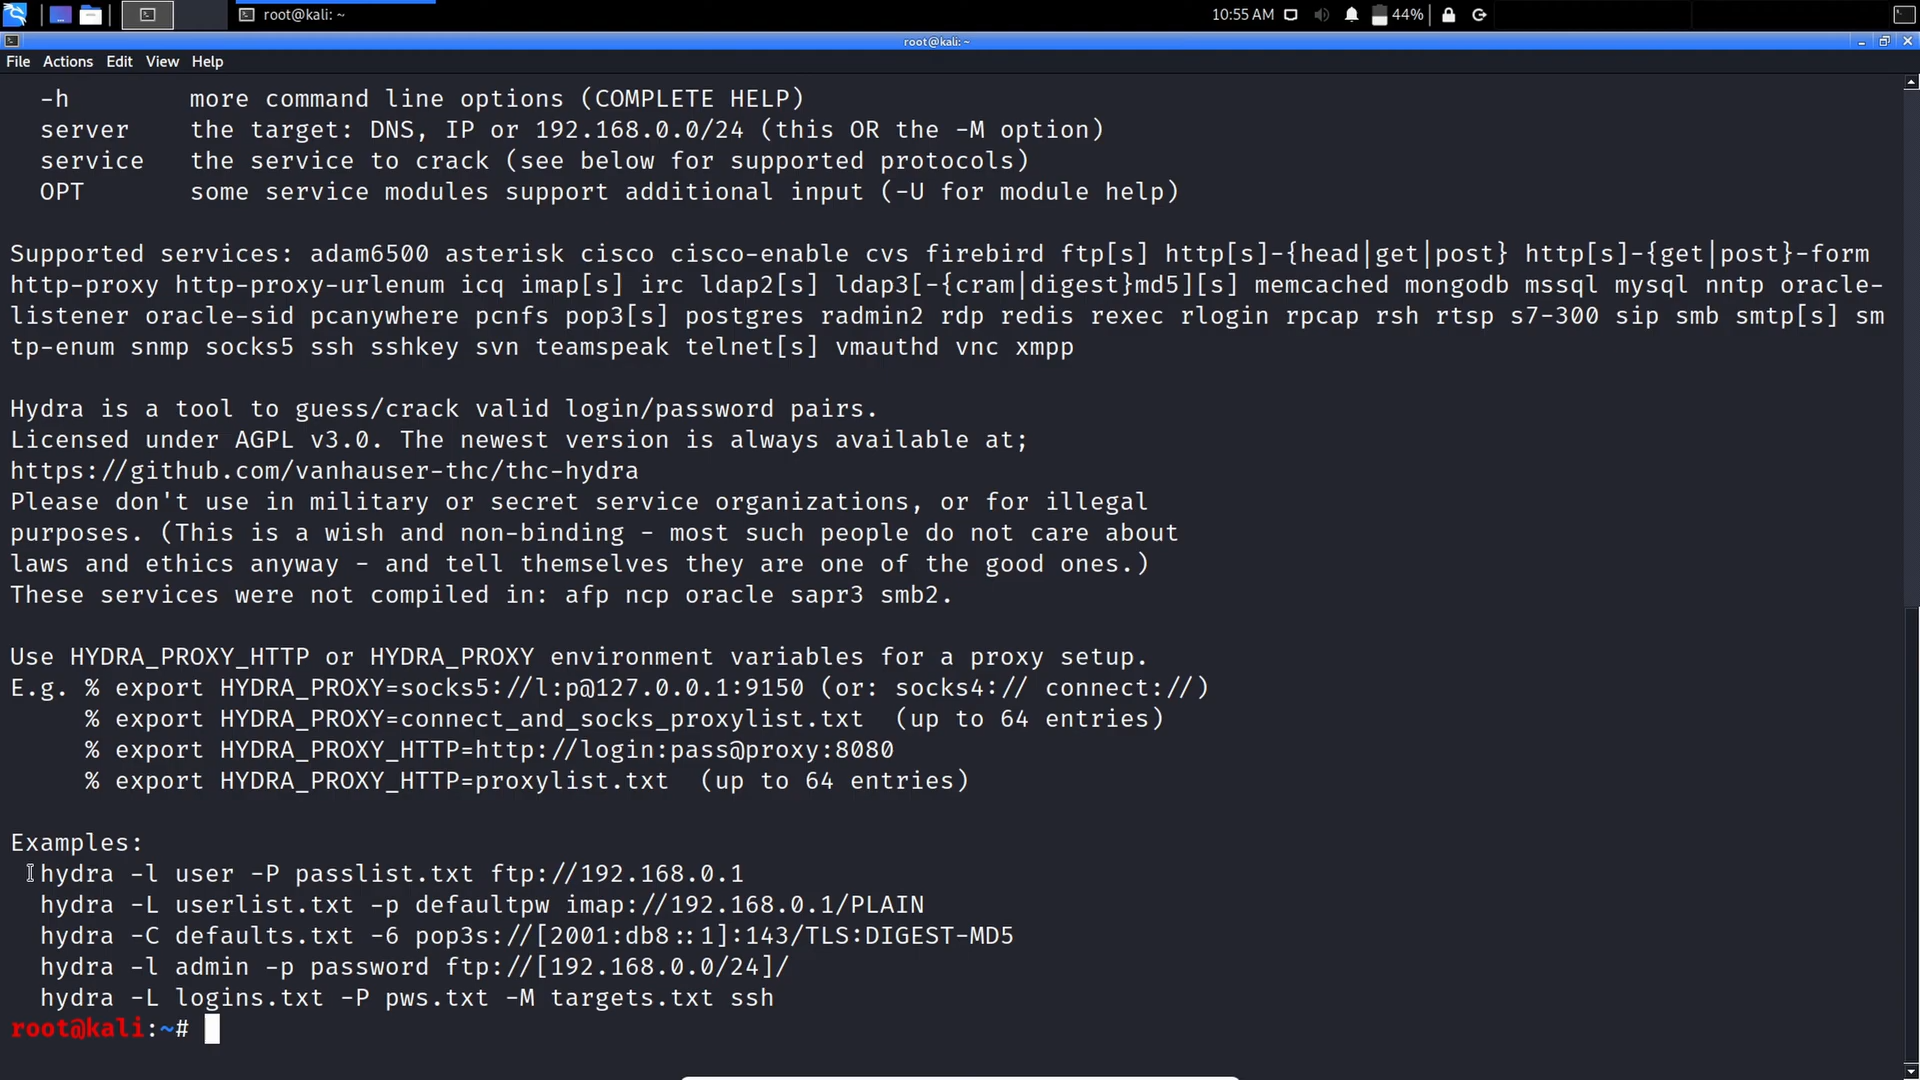 root@kali: ~
10:55 AM
44%
root@kali: ~
File Actions Edit View Help
-h more command line options (COMPLETE HELP)
server the target: DNS, IP or 192.168.0.0/24 (this OR the -M option)
service the service to crack (see below for supported protocols)
OPT some service modules support additional input (-U for module help)
Supported services: adam6500 asterisk cisco cisco-enable cvs firebird ftp[s] http[s]-{head|get|post} http[s]-{get|post}-form
http-proxy http-proxy-urlenum icq imap[s] irc ldap2[s] ldap3[-{cram|digest}md5][s] memcached mongodb mssql mysql nntp oracle-
listener oracle-sid pcanywhere pcnfs pop3[s] postgres radmin2 rdp redis rexec rlogin rpcap rsh rtsp s7-300 sip smb smtp[s] sm
tp-enum snmp socks5 ssh sshkey svn teamspeak telnet[s] vmauthd vnc xmpp
Hydra is a tool to guess/crack valid login/password pairs.
Licensed under AGPL v3.0. The newest version is always available at;
https://github.com/vanhauser-thc/thc-hydra
Please don't use in military or secret service organizations, or for illegal
purposes. (This is a wish and non-binding - most such people do not care about
laws and ethics anyway - and tell themselves they are one of the good ones.)
These services were not compiled in: afp ncp oracle sapr3 smb2.
Use HYDRA_PROXY_HTTP or HYDRA_PROXY environment variables for a proxy setup.
E.g. % export HYDRA_PROXY=socks5://l:p@127.0.0.1:9150 (or: socks4:// connect://)
% export HYDRA_PROXY=connect_and_socks_proxylist.txt (up to 64 entries)
% export HYDRA_PROXY_HTTP=http://login:pass@proxy:8080
% export HYDRA_PROXY_HTTP=proxylist.txt (up to 64 entries)
Examples:
hydra -l user -P passlist.txt ftp://192.168.0.1
hydra -L userlist.txt -p defaultpw imap://192.168.0.1/PLAIN
hydra -C defaults.txt -6 pop3s://[2001:db8::1]:143/TLS:DIGEST-MD5
hydra -l admin -p password ftp://[192.168.0.0/24]/
hydra -L logins.txt -P pws.txt -M targets.txt ssh
root@kali:~#